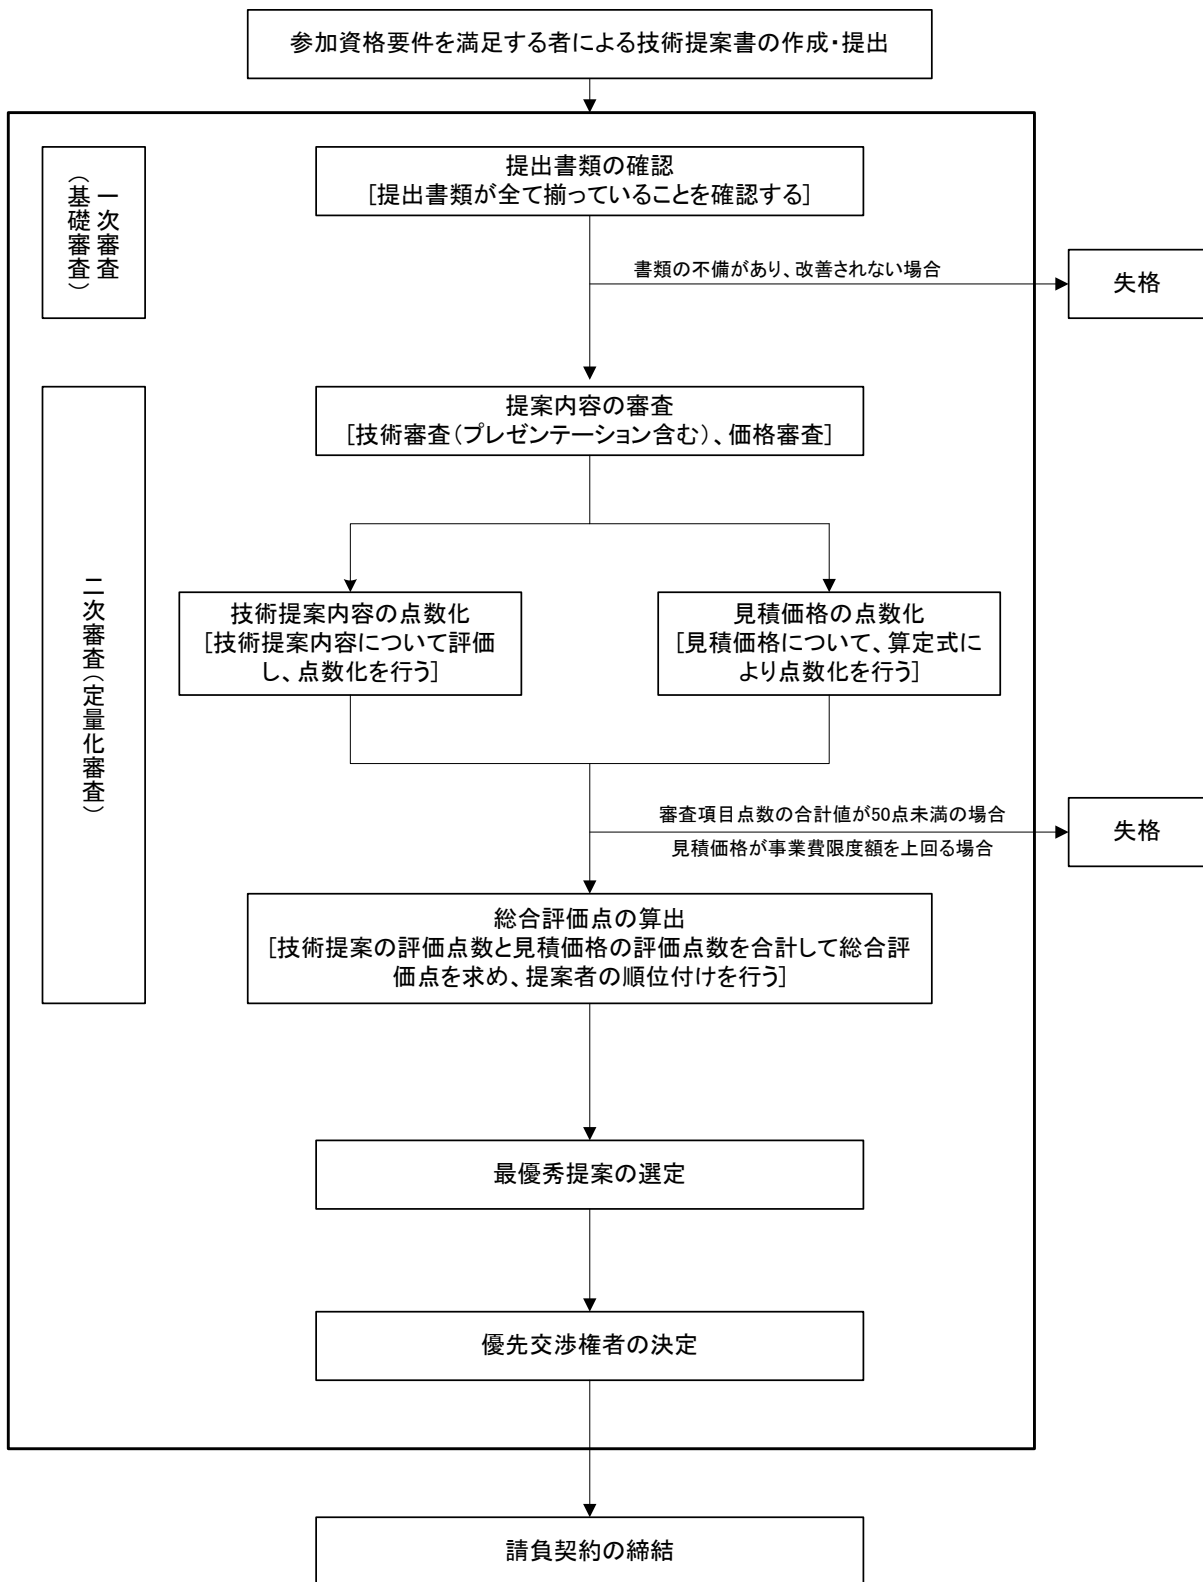 参加資格要件を満足する者による技術提案書の作成・提出
一次審査
（基礎審査）
提出書類の確認
[提出書類が全て揃っていることを確認する]
書類の不備があり、改善されない場合
失格
二次審査（定量化審査）
提案内容の審査
[技術審査（プレゼンテーション含む）、価格審査]
技術提案内容の点数化
[技術提案内容について評価
し、点数化を行う]
見積価格の点数化
[見積価格について、算定式に
より点数化を行う]
審査項目点数の合計値が50点未満の場合
見積価格が事業費限度額を上回る場合
失格
総合評価点の算出
[技術提案の評価点数と見積価格の評価点数を合計して総合評
価点を求め、提案者の順位付けを行う]
最優秀提案の選定
優先交渉権者の決定
請負契約の締結